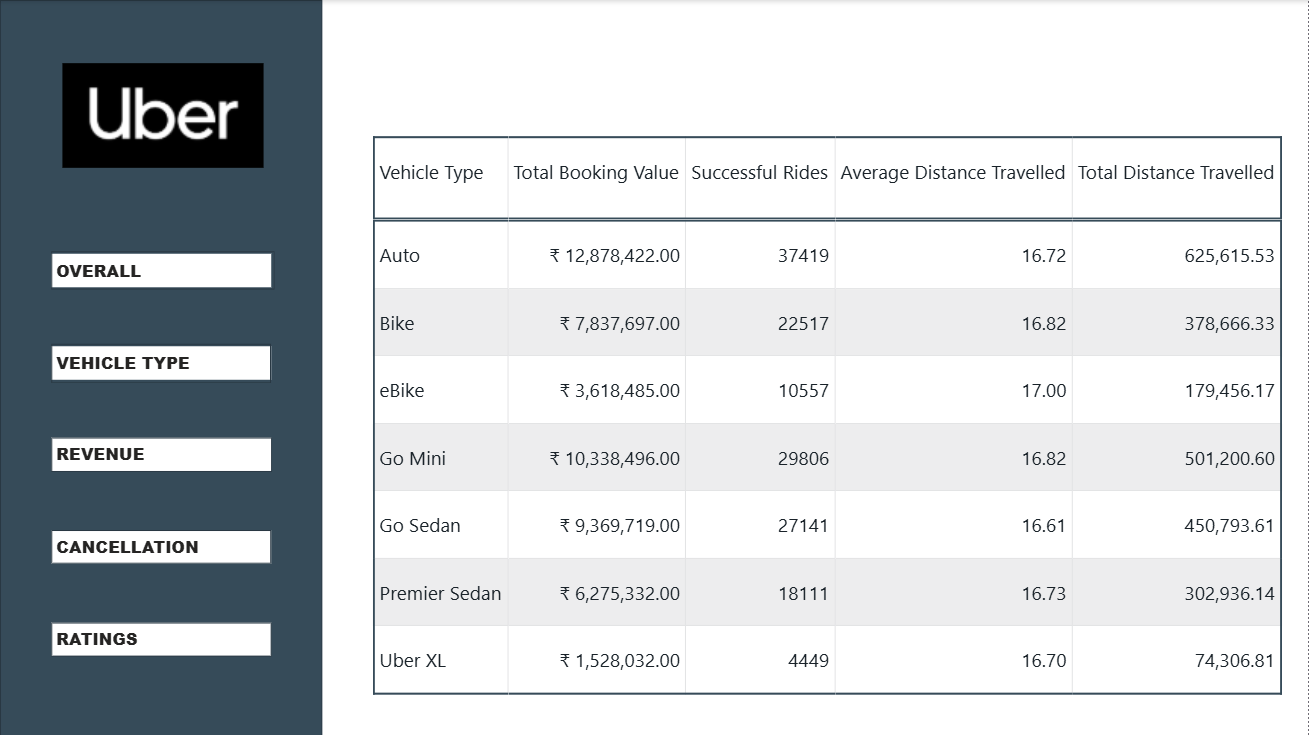 Uber
OVERALL
VEHICLE TYPE
REVENUE
CANCELLATION
RATINGS
Vehicle Type Total Booking Value Successful Rides Average Distance Travelled Total Distance Travelled
Auto ₹ 12,878,422.00 37419 16.72 625,615.53
Bike ₹ 7,837,697.00 22517 16.82 378,666.33
eBike ₹ 3,618,485.00 10557 17.00 179,456.17
Go Mini ₹ 10,338,496.00 29806 16.82 501,200.60
Go Sedan ₹ 9,369,719.00 27141 16.61 450,793.61
Premier Sedan ₹ 6,275,332.00 18111 16.73 302,936.14
Uber XL ₹ 1,528,032.00 4449 16.70 74,306.81